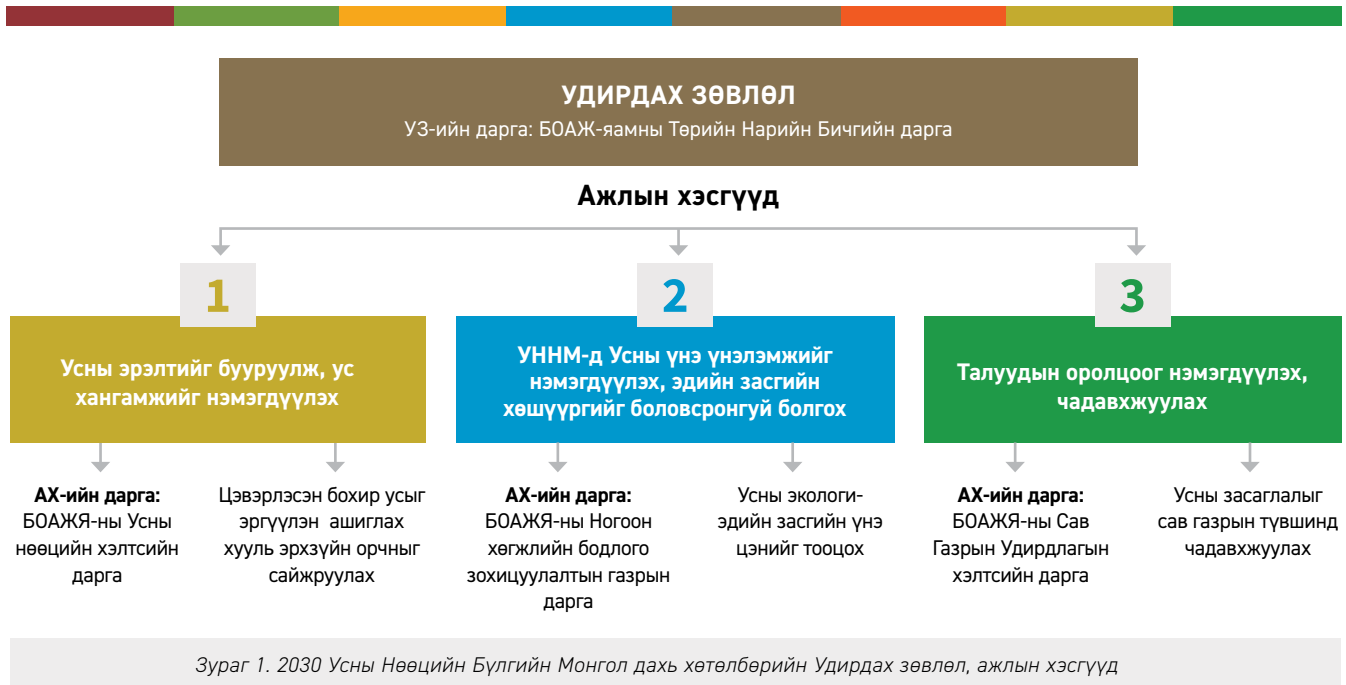 УДИРДАХ ЗӨВЛӨЛ
УЗ-ийн дарга: БОАЖ-яамны Төрийн Нарийн Бичгийн дарга
Ажлын хэсгүүд
1
Усны эрэлтийг бууруулж, ус
хангамжийг нэмэгдүүлэх
АХ-ийн дарга:
БОАЖЯ-ны Усны
нөөцийн хэлтсийн
дарга
Цэвэрлэсэн бохир усыг
эргүүлэн ашиглах
хууль эрхзүйн орчныг
сайжруулах
2
УННМ-д Усны үнэ үнэлэмжийг
нэмэгдүүлэх, эдийн засгийн
хөшүүргийг боловсронгуй болгох
АХ-ийн дарга:
БОАЖЯ-ны Ногоон
хөгжлийн бодлого
зохицуулалтын газрын
дарга
Усны экологи-
эдийн засгийн үнэ
цэнийг тооцох
3
Талуудын оролцоог нэмэгдүүлэх,
чадавхжуулах
АХ-ийн дарга:
БОАЖЯ-ны Сав
Газрын Удирдлагын
хэлтсийн дарга
Усны засаглалыг
сав газрын түвшинд
чадавхжуулах
Зураг 1. 2030 Усны Нөөцийн Бүлгийн Монгол дахь хөтөлбөрийн Удирдах зөвлөл, ажлын хэсгүүд